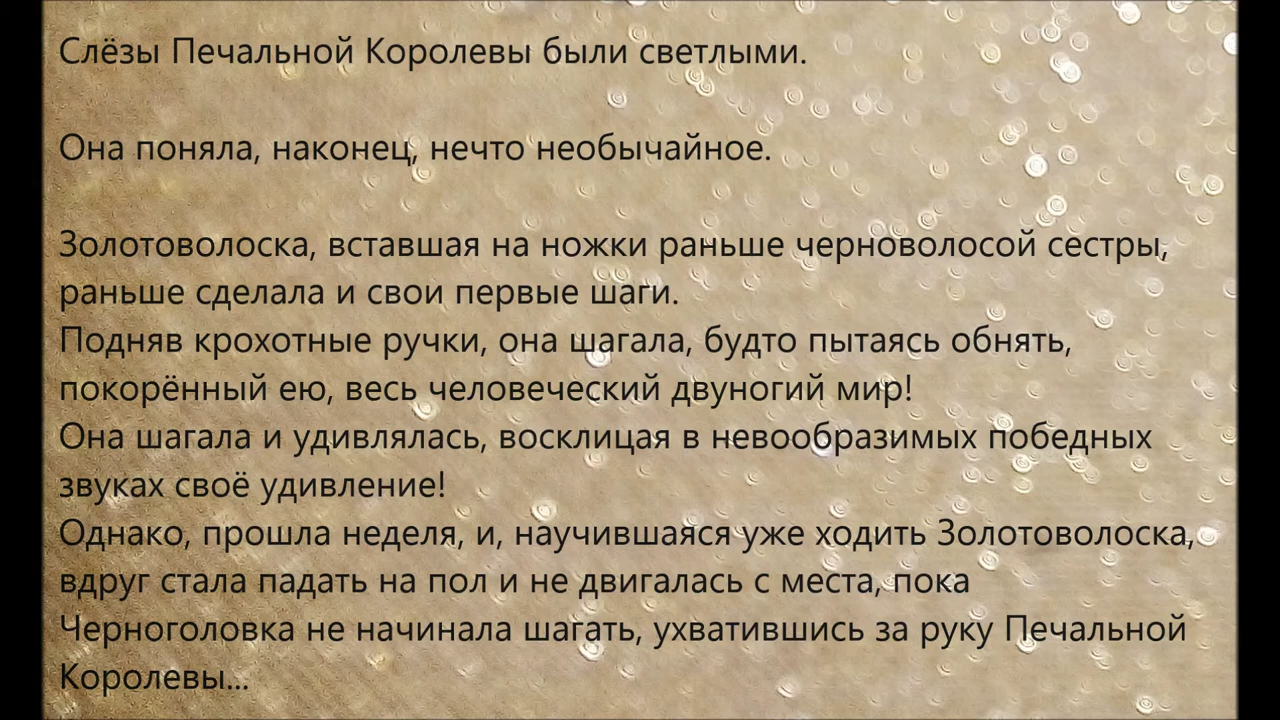 Слёзы Печальной Королевы были светлыми.
Она поняла, наконец, нечто необычайное.
Золотоволоска, вставшая на ножки раньше черноволосой сестры,
раньше сделала и свои первые шаги.
Подняв крохотные ручки, она шагала, будто пытаясь обнять,
покорённый ею, весь человеческий двуногий мир!
Она шагала и удивлялась, восклицая в невообразимых победных
звуках своё удивление!
Однако, прошла неделя, и, научившаяся уже ходить Золотоволоска,
вдруг стала падать на пол и не двигалась с места, пока
Черноголовка не начинала шагать, ухватившись за руку Печальной
Королевы...